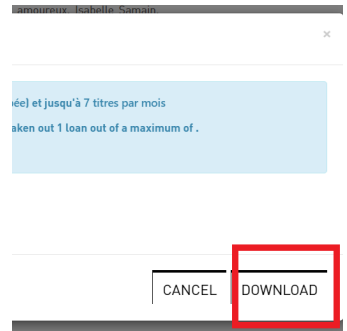 amoureux. Isabelle Samain.
×
ée) et jusqu'à 7 titres par mois
aken out 1 loan out of a maximum of .
CANCEL DOWNLOAD